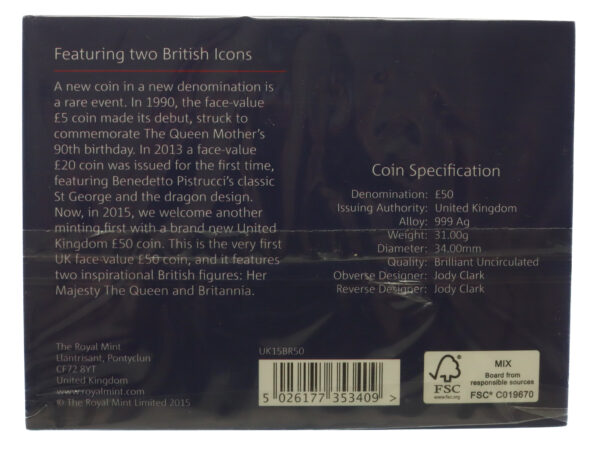 Featuring two British Icons
A new coin in a new denomination is
a rare event. In 1990, the face-value
£5 coin made its debut, struck to
commemorate The Queen Mother's
90th birthday. In 2013 a face-value
£20 coin was issued for the first time,
featuring Benedetto Pistrucci's classic
St George and the dragon design.
Now, in 2015, we welcome another
minting first with a brand new United
Kingdom £50 coin. This is the very first
UK face-value £50 coin, and it features
two inspirational British figures: Her
Majesty The Queen and Britannia.
Coin Specification
Denomination: £50
Issuing Authority: United Kingdom
Alloy: 999 Ag
Weight: 31.00g
Diameter: 34.00mm
Quality: Brilliant Uncirculated
Obverse Designer: Jody Clark
Reverse Designer: Jody Clark
The Royal Mint
Llantrisant, Pontyclun
CF72 8YT
United Kingdom
www.royalmint.com
© The Royal Mint Limited 2015
UK15BR50
5 026177 353409 >
FSC
www.fsc.org
MIX
Board from
responsible sources
FSC® C019670